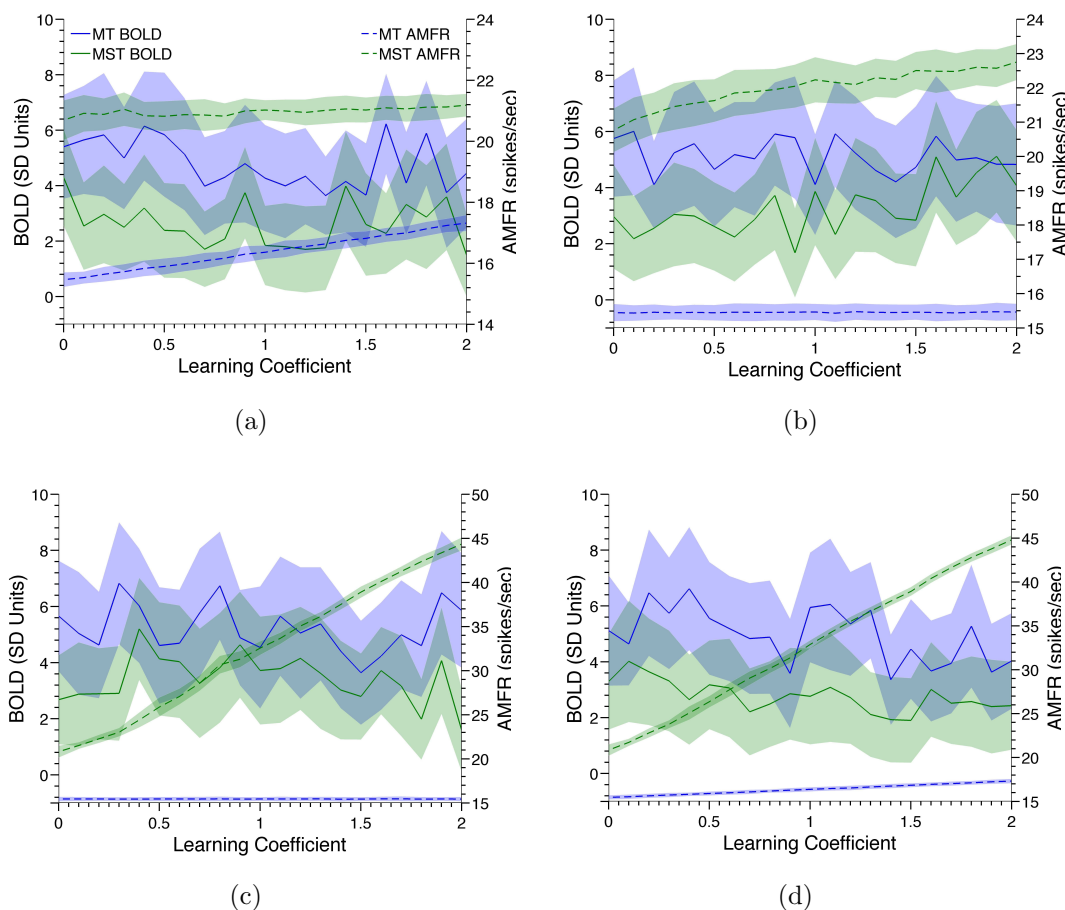 10
8
6
4
2
0
BOLD (SD Units)
MT BOLD
MST BOLD
MT AMFR
MST AMFR
24
22
20
18
16
14
AMFR (spikes/sec)
0 0.5 1 1.5 2
Learning Coefficient
(a)
10
8
6
4
2
0
BOLD (SD Units)
24
23
22
21
20
19
18
17
16
15
AMFR (spikes/sec)
0 0.5 1 1.5 2
Learning Coefficient
(b)
10
8
6
4
2
0
BOLD (SD Units)
50
45
40
35
30
25
20
15
AMFR (spikes/sec)
0 0.5 1 1.5 2
Learning Coefficient
(c)
10
8
6
4
2
0
BOLD (SD Units)
50
45
40
35
30
25
20
15
AMFR (spikes/sec)
0 0.5 1 1.5 2
Learning Coefficient
(d)